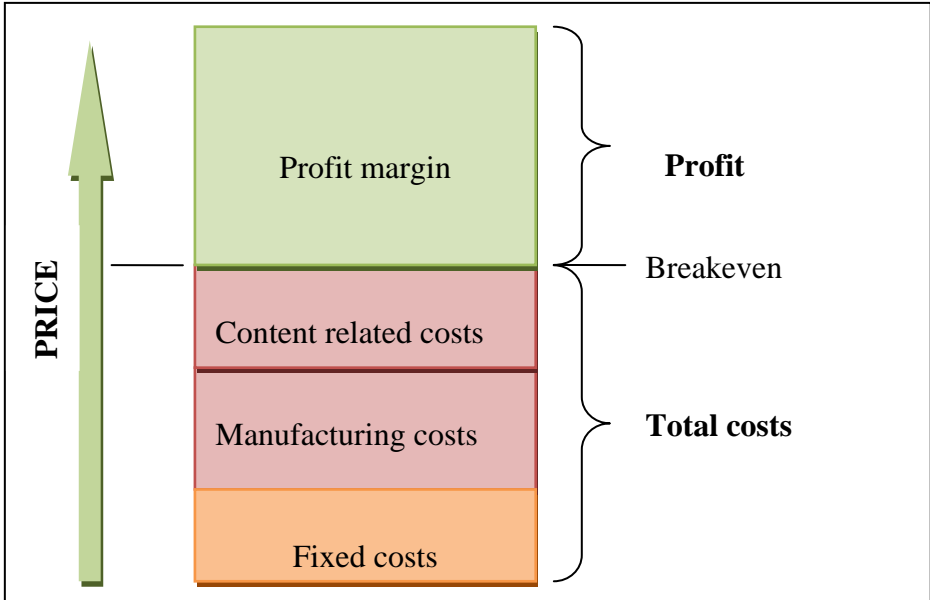 Profit margin
Profit
PRICE
Breakeven
Content related costs
Manufacturing costs
Total costs
Fixed costs